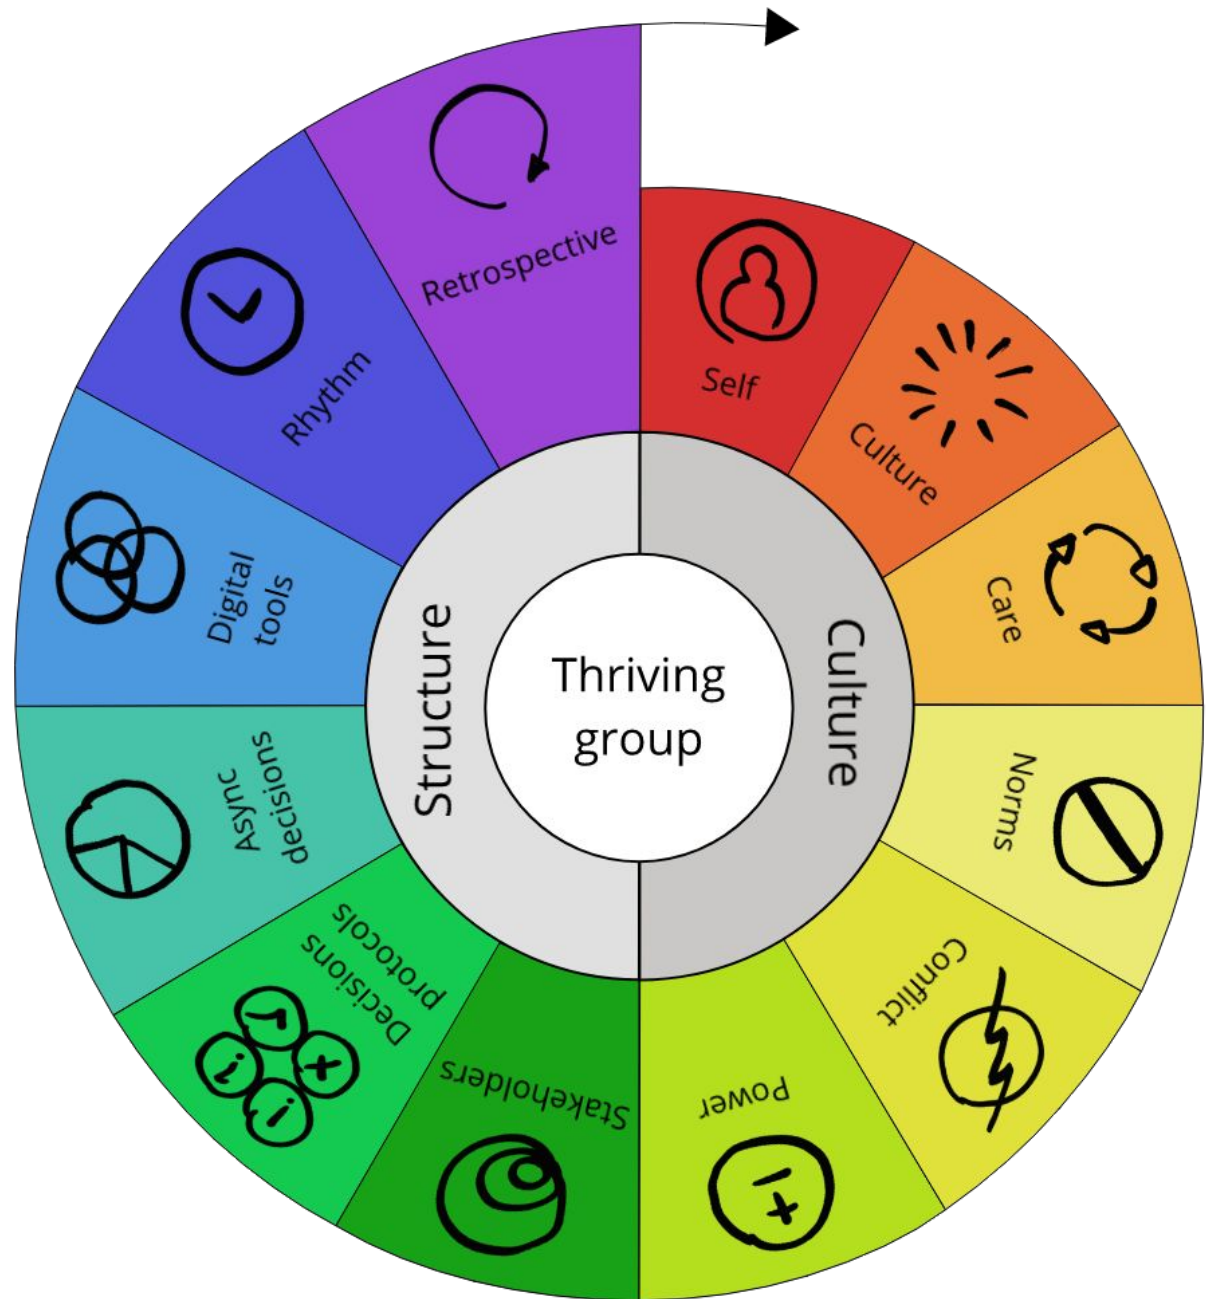 Retrospective
Self
Culture
Care
Norms
Conflict
Power
Stakeholders
Decisions
protocols
Async
decisions
Digital
tools
Rhythm
Structure
Culture
Thriving
group